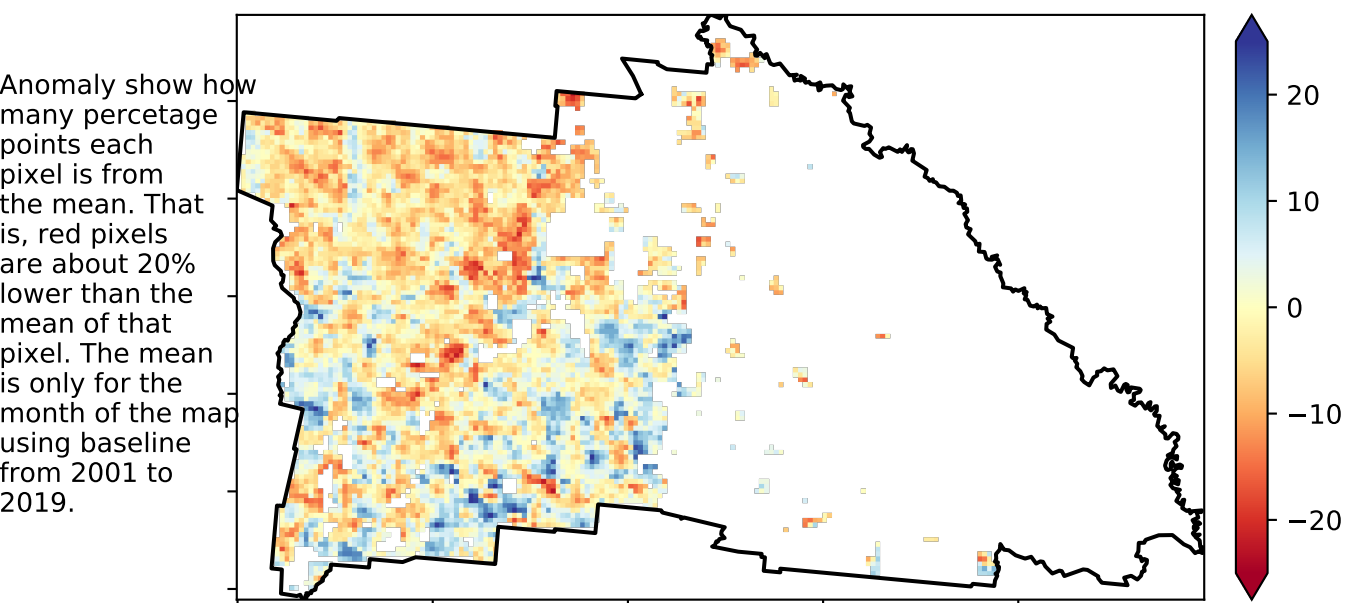 Anomaly show how
many percetage
points each
pixel is from
the mean. That
is, red pixels
are about 20%
lower than the
mean of that
pixel. The mean
is only for the
month of the map
using baseline
from 2001 to
2019.
20
10
0
−10
−20